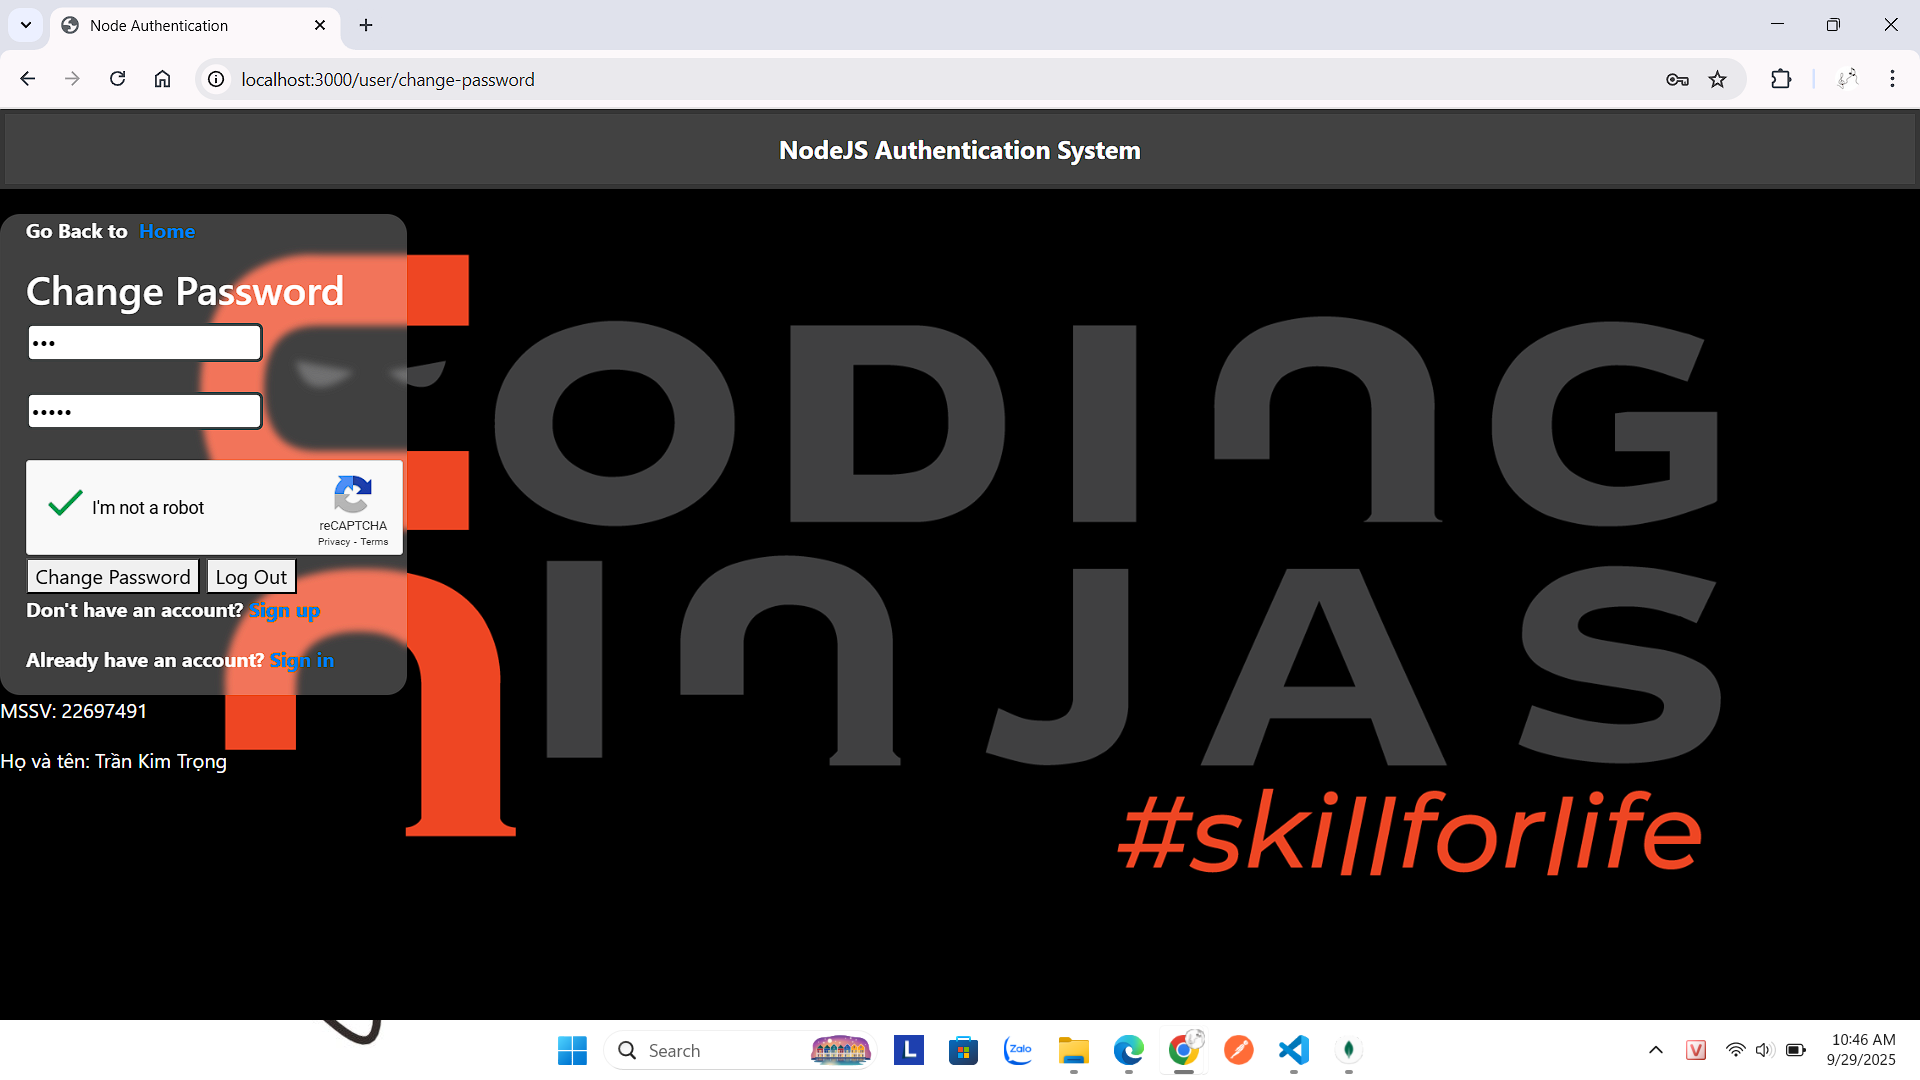 Node Authentication
localhost:3000/user/change-password
NodeJS Authentication System
Go Back to Home
Change Password
•••
•••••
I'm not a robot
reCAPTCHA
Privacy - Terms
Change Password Log Out
Don't have an account? Sign up
Already have an account? Sign in
MSSV: 22697491
Họ và tên: Trần Kim Trọng
CODING
NINJAS
#skillforlife
Search
L
Zalo
V
10:46 AM
9/29/2025